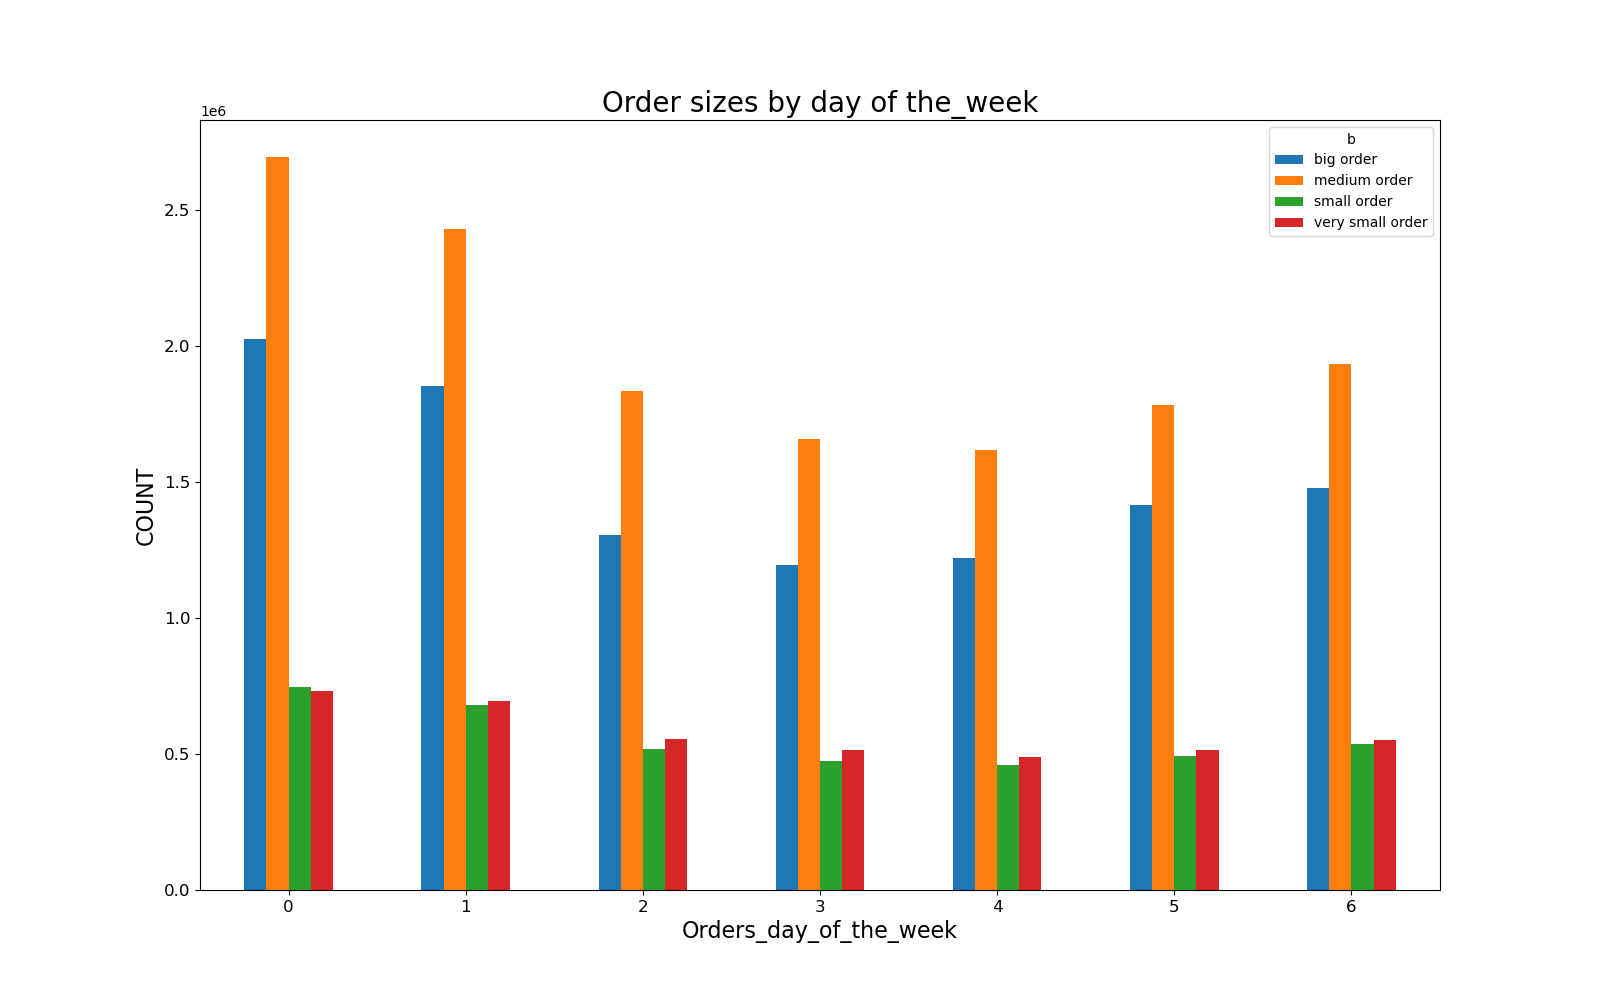 Order sizes by day of the_week
1e6
b
big order
medium order
small order
very small order
2.5
2.0
1.5
1.0
0.5
0.0
COUNT
0 1 2 3 4 5 6
Orders_day_of_the_week